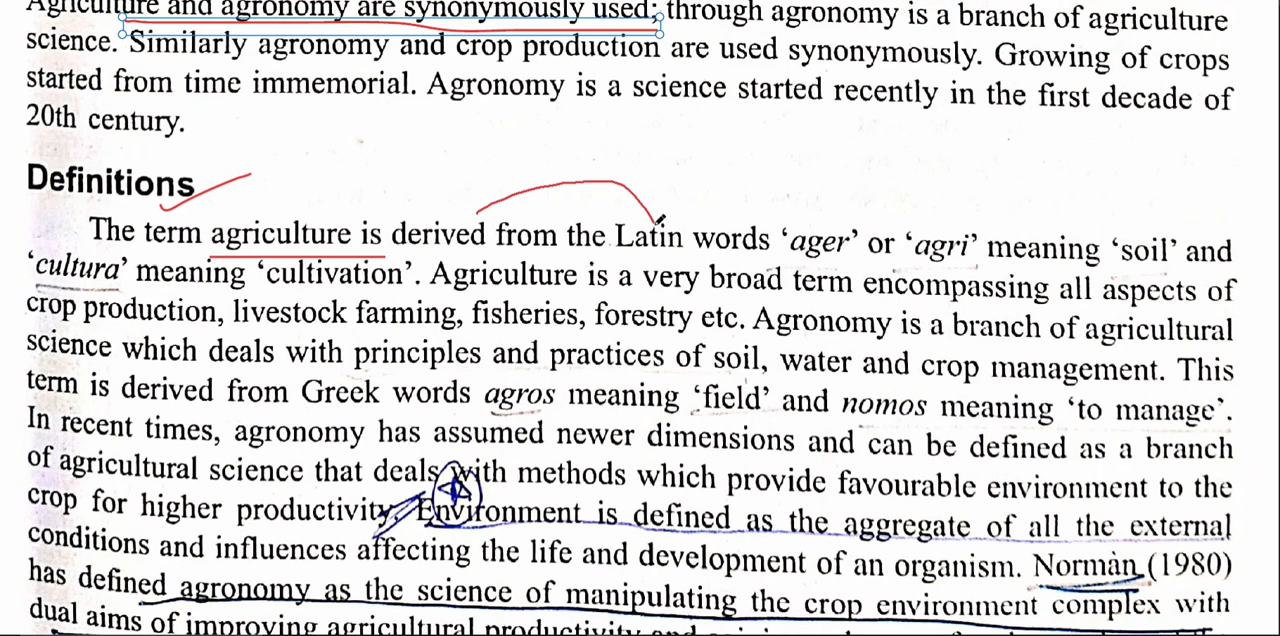 Agriculture and agronomy are synonymously used; through agronomy is a branch of agriculture
science. Similarly agronomy and crop production are used synonymously. Growing of crops
started from time immemorial. Agronomy is a science started recently in the first decade of
20th century.
Definitions
The term agriculture is derived from the Latin words ‘ager’ or ‘agri’ meaning ‘soil’ and
‘cultura’ meaning ‘cultivation’. Agriculture is a very broad term encompassing all aspects of
crop production, livestock farming, fisheries, forestry etc. Agronomy is a branch of agricultural
science which deals with principles and practices of soil, water and crop management. This
term is derived from Greek words agros meaning ‘field’ and nomos meaning ‘to manage’.
In recent times, agronomy has assumed newer dimensions and can be defined as a branch
of agricultural science that deals with methods which provide favourable environment to the
crop for higher productivity. Environment is defined as the aggregate of all the external
conditions and influences affecting the life and development of an organism. Norman (1980)
has defined agronomy as the science of manipulating the crop environment complex with
dual aims of improving agricultural productivity and